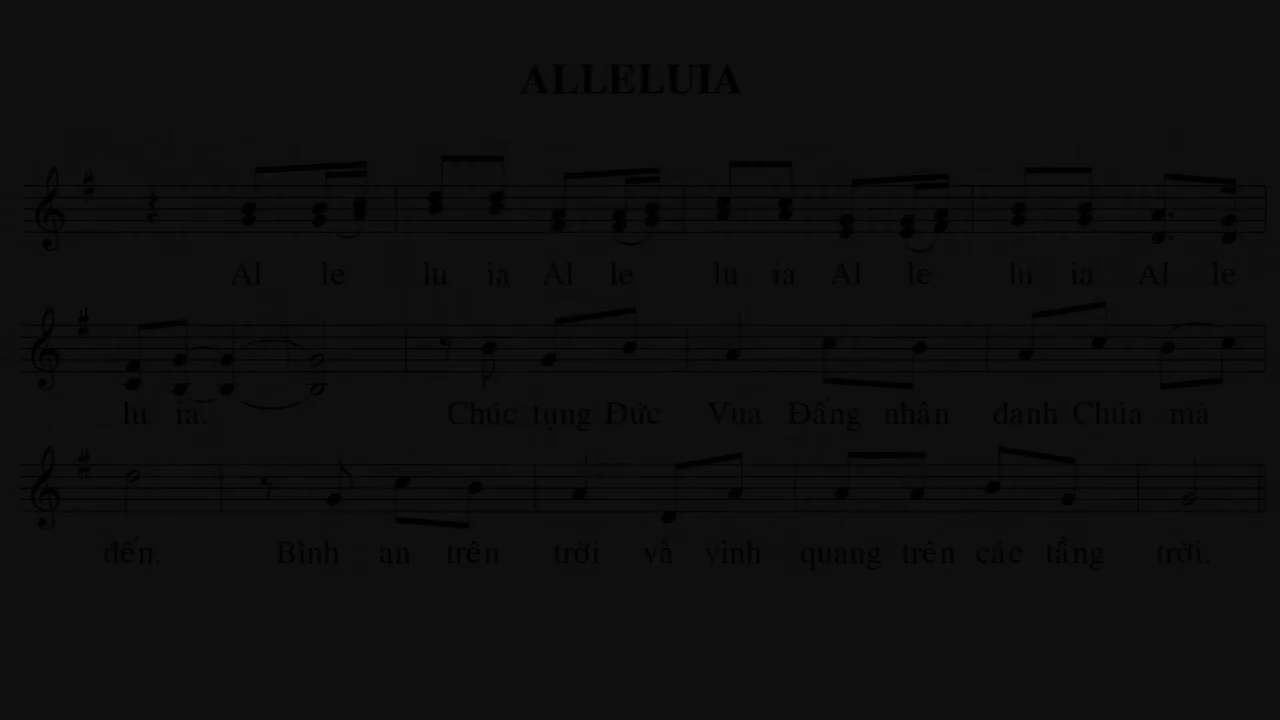 ALLELUIA
Al le lu ia Al le lu ia Al le lu ia Al le
lu ia. Chúc tụng Đức Vua Đấng nhân danh Chúa mà
đến. Bình an trên trời và vinh quang trên các tầng trời.